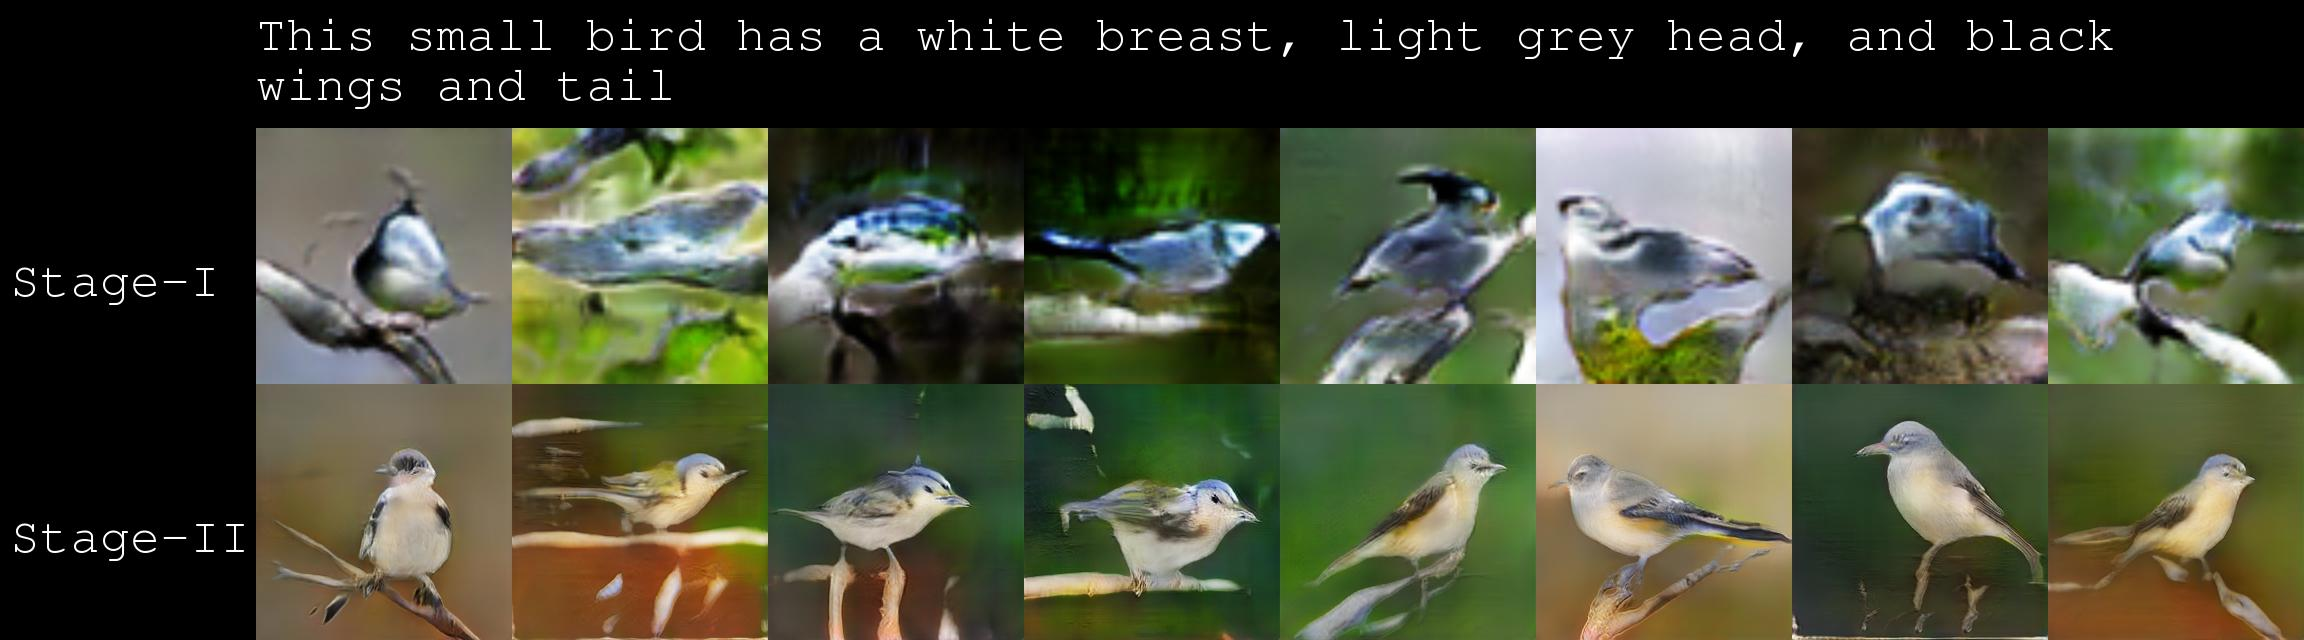 This small bird has a white breast, light grey head, and black
wings and tail
Stage-I
Stage-II